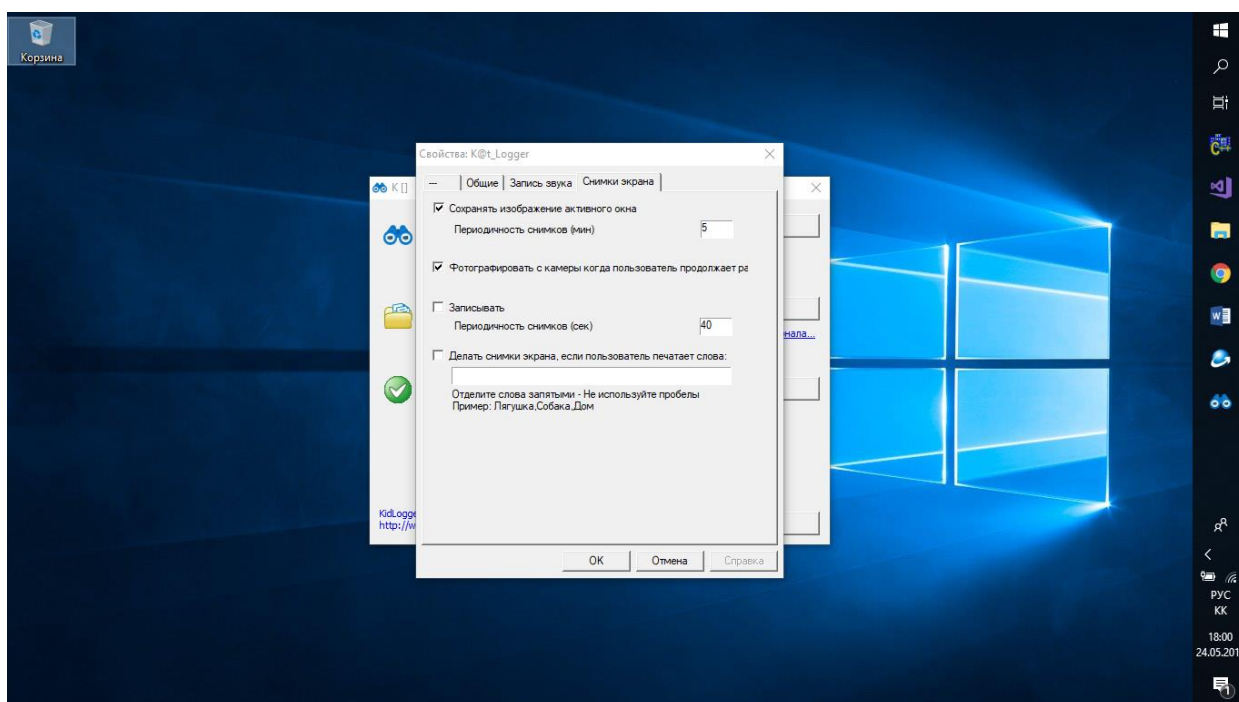 Корзина
Свойства: K@t_Logger
K []
--- Общие Запись звука Снимки экрана
Сохранять изображение активного окна
Периодичность снимков (мин) 5
Фотографировать с камеры когда пользователь продолжает ра
Записывать
Периодичность снимков (сек) 40
нала...
Делать снимки экрана, если пользователь печатает слова:
Отделите слова запятыми - Не используйте пробелы
Пример: Лягушка,Собака,Дом
KidLogge
http://w
OK Отмена Справка
РУС
КК
18:00
24.05.201
1